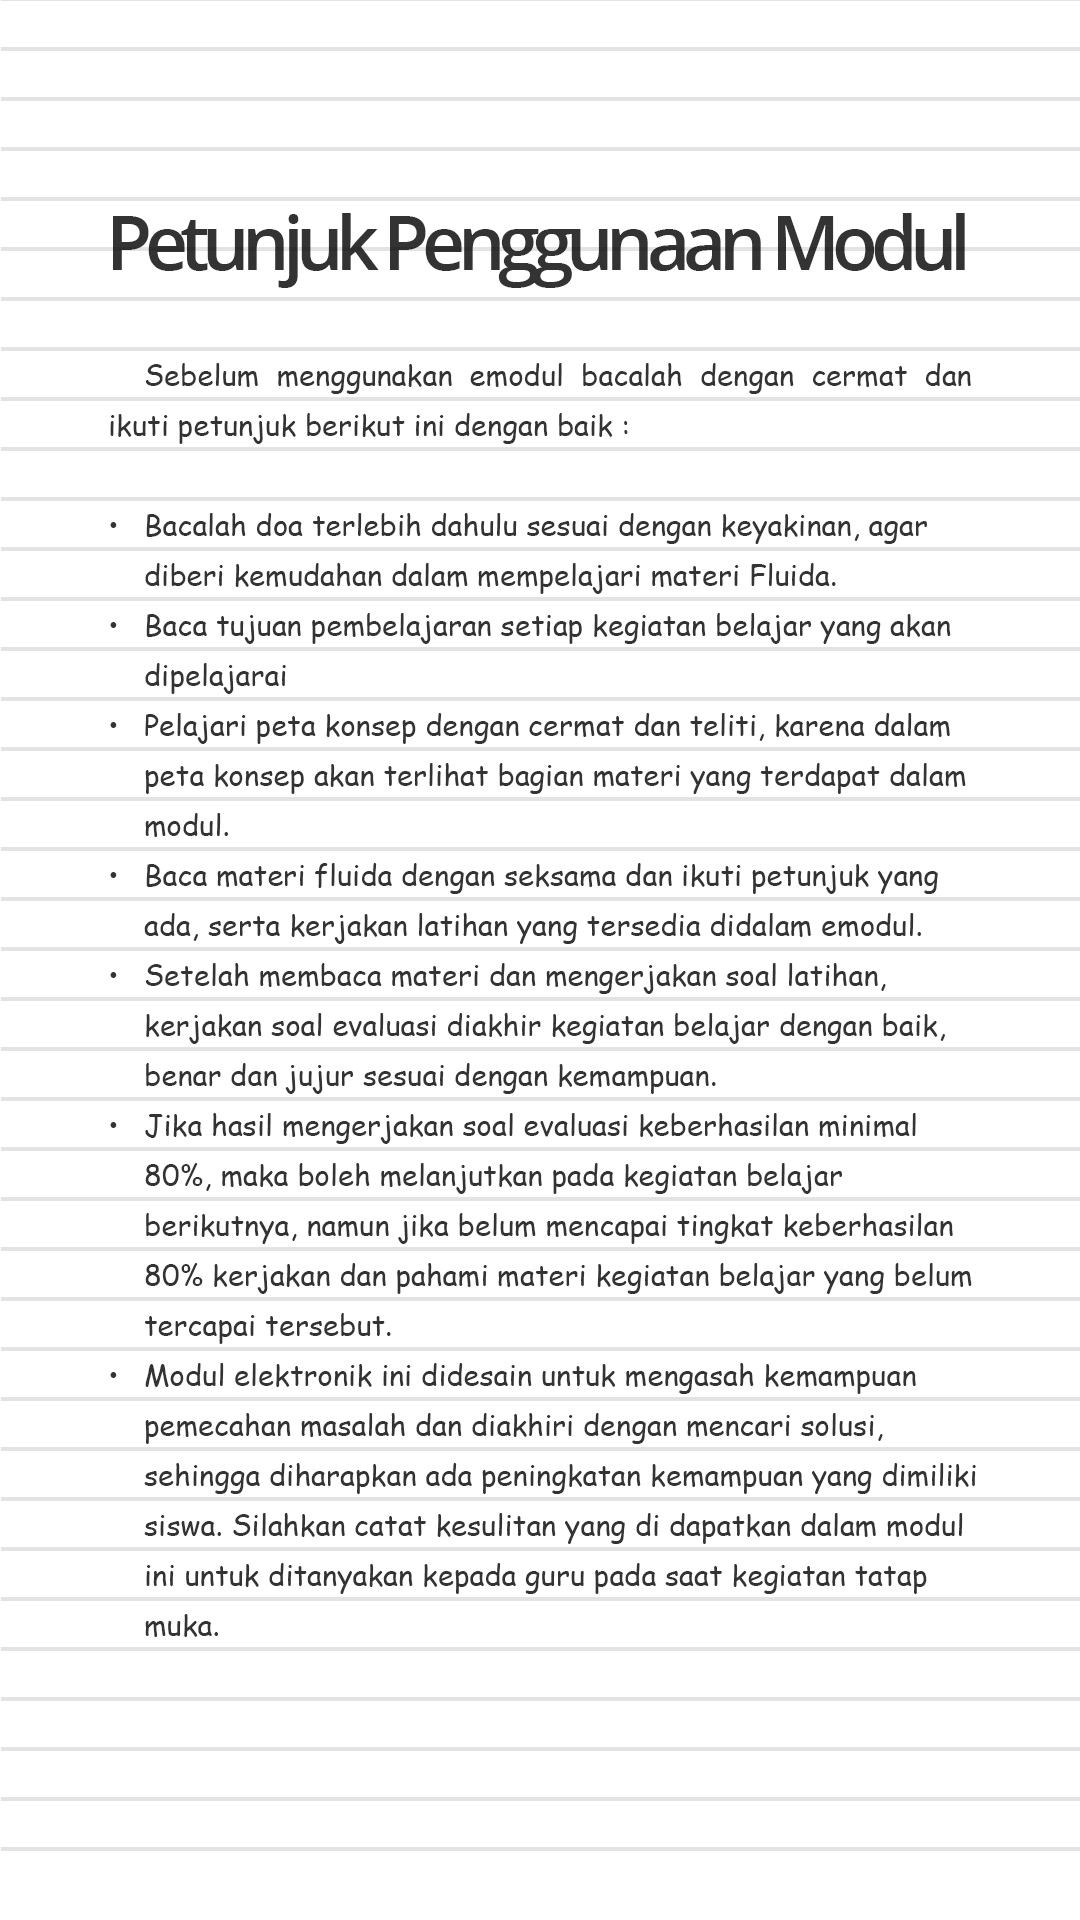 Petunjuk Penggunaan Modul
Sebelum menggunakan emodul bacalah dengan cermat dan
ikuti petunjuk berikut ini dengan baik :
• Bacalah doa terlebih dahulu sesuai dengan keyakinan, agar
diberi kemudahan dalam mempelajari materi Fluida.
• Baca tujuan pembelajaran setiap kegiatan belajar yang akan
dipelajarai
• Pelajari peta konsep dengan cermat dan teliti, karena dalam
peta konsep akan terlihat bagian materi yang terdapat dalam
modul.
• Baca materi fluida dengan seksama dan ikuti petunjuk yang
ada, serta kerjakan latihan yang tersedia didalam emodul.
• Setelah membaca materi dan mengerjakan soal latihan,
kerjakan soal evaluasi diakhir kegiatan belajar dengan baik,
benar dan jujur sesuai dengan kemampuan.
• Jika hasil mengerjakan soal evaluasi keberhasilan minimal
80%, maka boleh melanjutkan pada kegiatan belajar
berikutnya, namun jika belum mencapai tingkat keberhasilan
80% kerjakan dan pahami materi kegiatan belajar yang belum
tercapai tersebut.
• Modul elektronik ini didesain untuk mengasah kemampuan
pemecahan masalah dan diakhiri dengan mencari solusi,
sehingga diharapkan ada peningkatan kemampuan yang dimiliki
siswa. Silahkan catat kesulitan yang di dapatkan dalam modul
ini untuk ditanyakan kepada guru pada saat kegiatan tatap
muka.